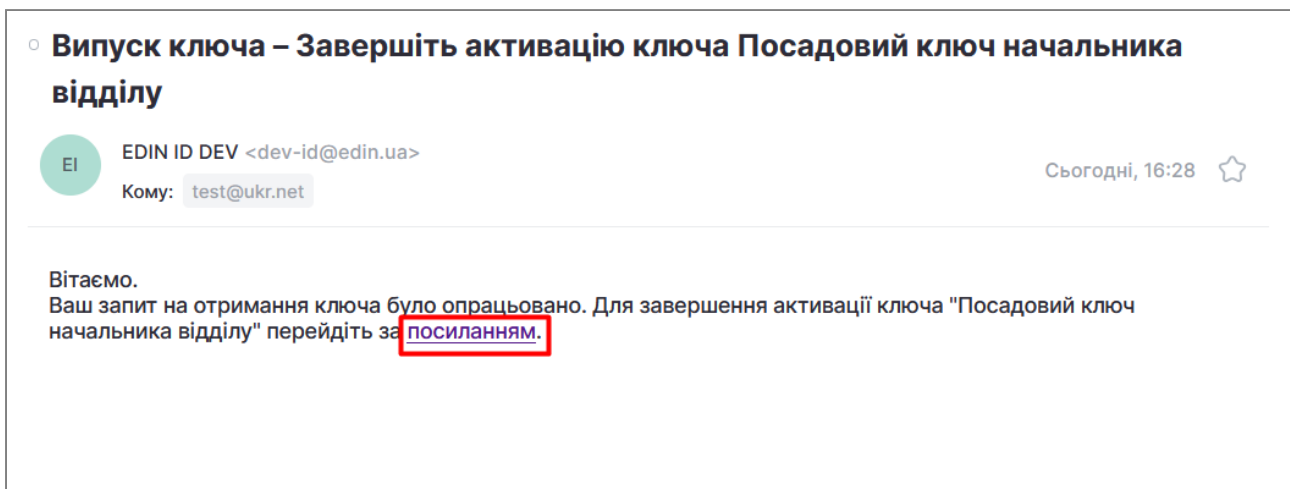 Випуск ключа – Завершіть активацію ключа Посадовий ключ начальника
відділу
EI
EDIN ID DEV <dev-id@edin.ua>
Кому: test@ukr.net
Сьогодні, 16:28
Вітаємо.
Ваш запит на отримання ключа було опрацьовано. Для завершення активації ключа "Посадовий ключ
начальника відділу" перейдіть за посиланням.